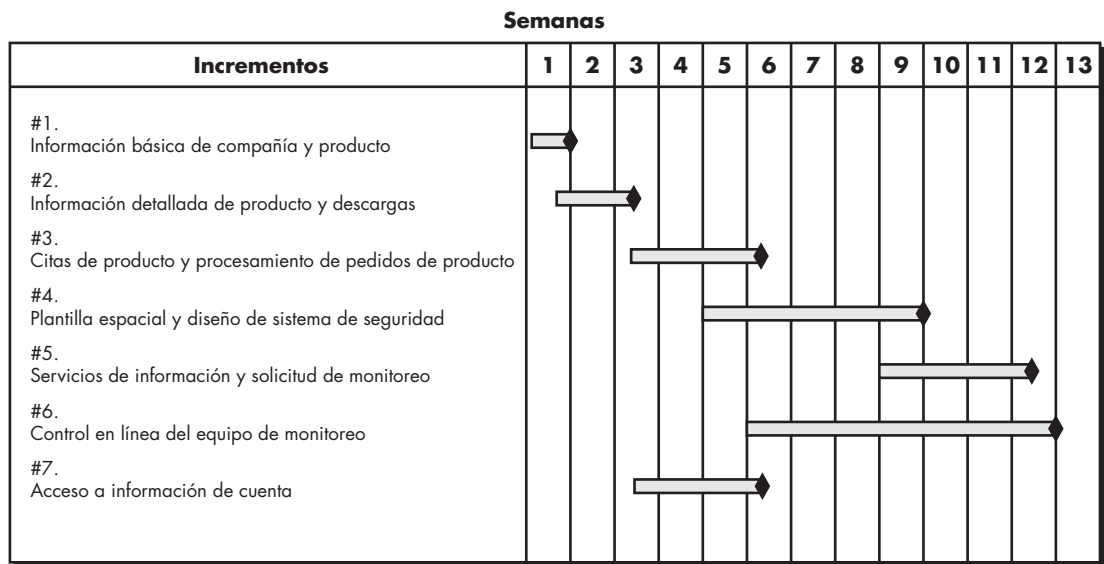 Semanas
Incrementos 1 2 3 4 5 6 7 8 9 10 11 12 13
#1.
Información básica de compañía y producto
#2.
Información detallada de producto y descargas
#3.
Citas de producto y procesamiento de pedidos de producto
#4.
Plantilla espacial y diseño de sistema de seguridad
#5.
Servicios de información y solicitud de monitoreo
#6.
Control en línea del equipo de monitoreo
#7.
Acceso a información de cuenta